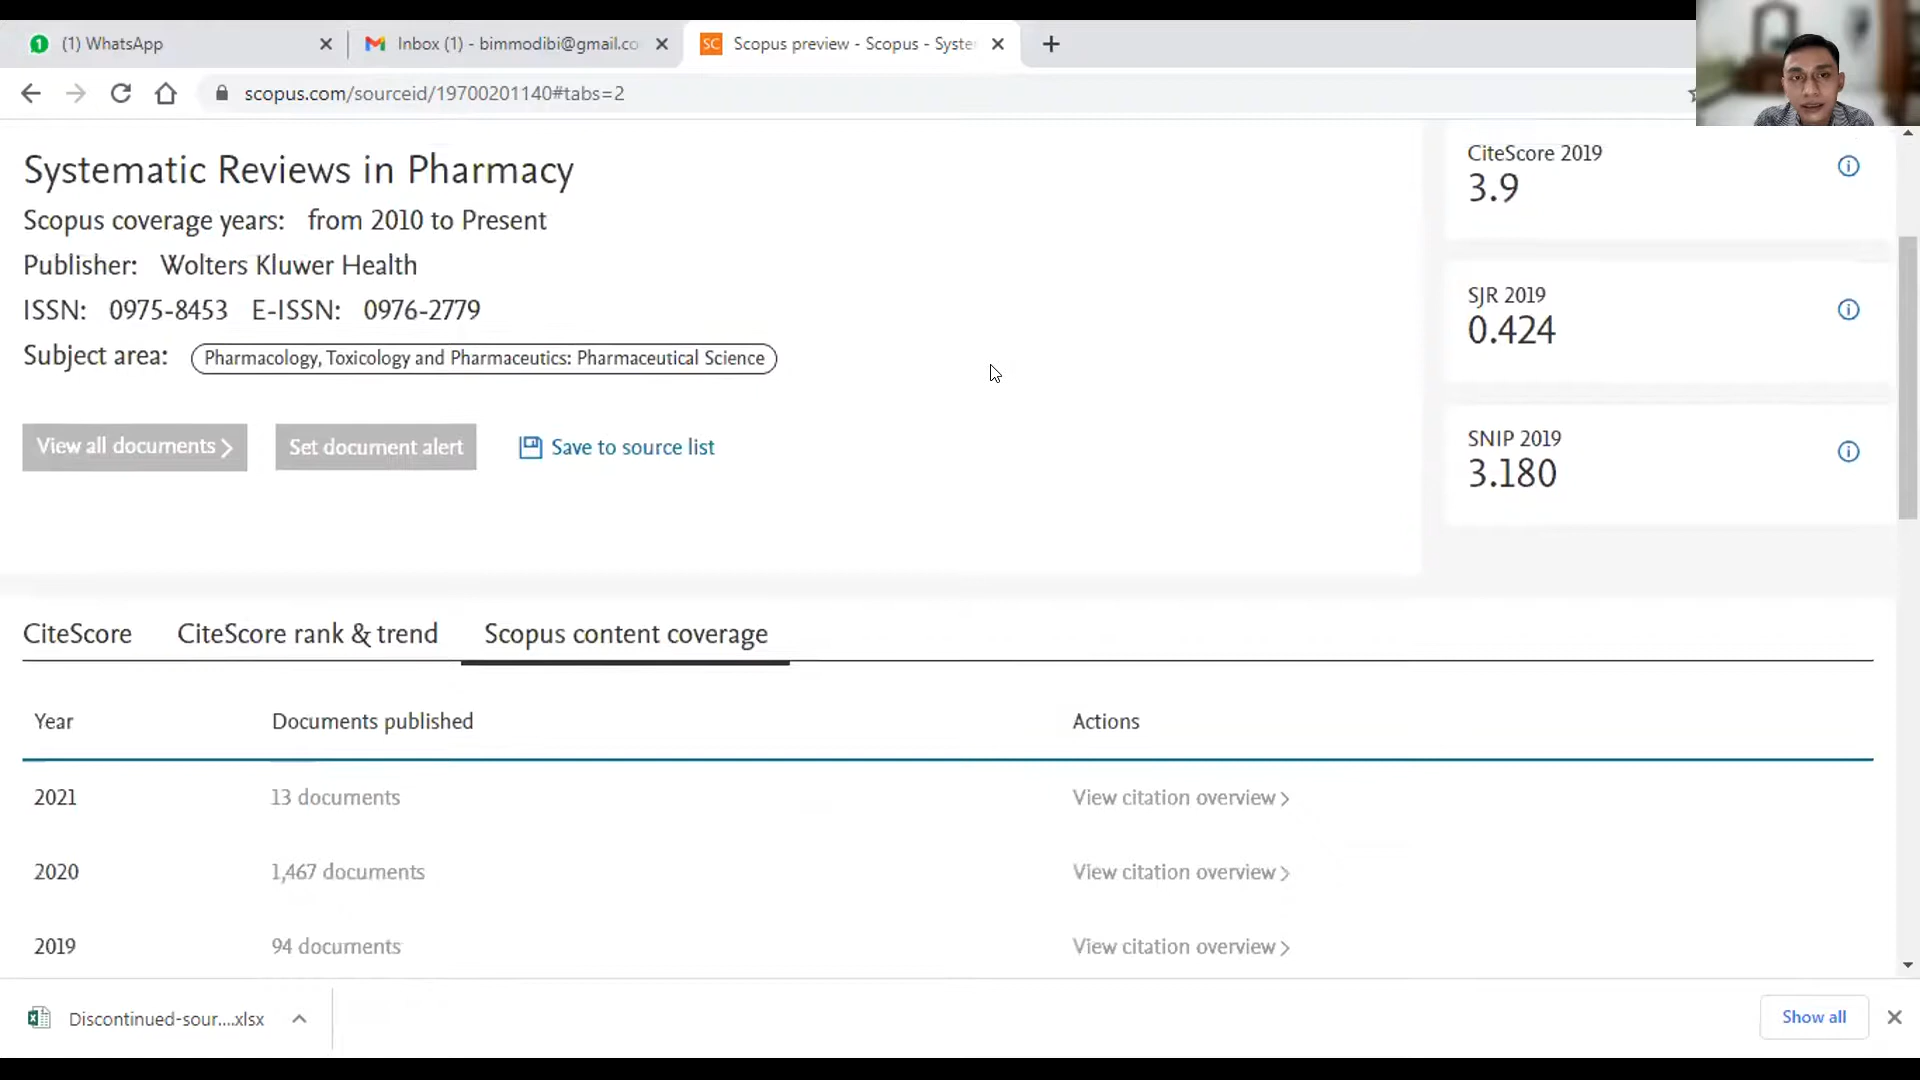 1 (1) WhatsApp
Inbox (1) - bimmodibi@gmail.co
SC Scopus preview - Scopus - Syste
scopus.com/sourceid/19700201140#tabs=2
Systematic Reviews in Pharmacy
Scopus coverage years: from 2010 to Present
Publisher: Wolters Kluwer Health
ISSN: 0975-8453 E-ISSN: 0976-2779
Subject area: Pharmacology, Toxicology and Pharmaceutics: Pharmaceutical Science
View all documents >
Set document alert
Save to source list
CiteScore 2019
3.9
SJR 2019
0.424
SNIP 2019
3.180
CiteScore CiteScore rank & trend Scopus content coverage
Year Documents published Actions
2021 13 documents View citation overview >
2020 1,467 documents View citation overview >
2019 94 documents View citation overview >
Discontinued-sour....xlsx
Show all